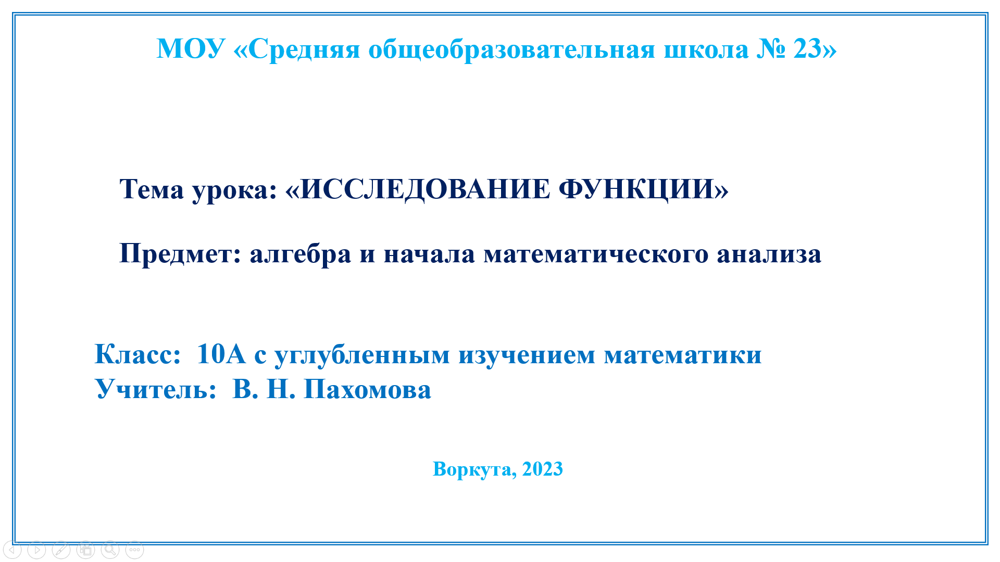 МОУ «Средняя общеобразовательная школа № 23»
Тема урока: «ИССЛЕДОВАНИЕ ФУНКЦИИ»
Предмет: алгебра и начала математического анализа
Класс: 10А с углубленным изучением математики
Учитель: В. Н. Пахомова
Воркута, 2023